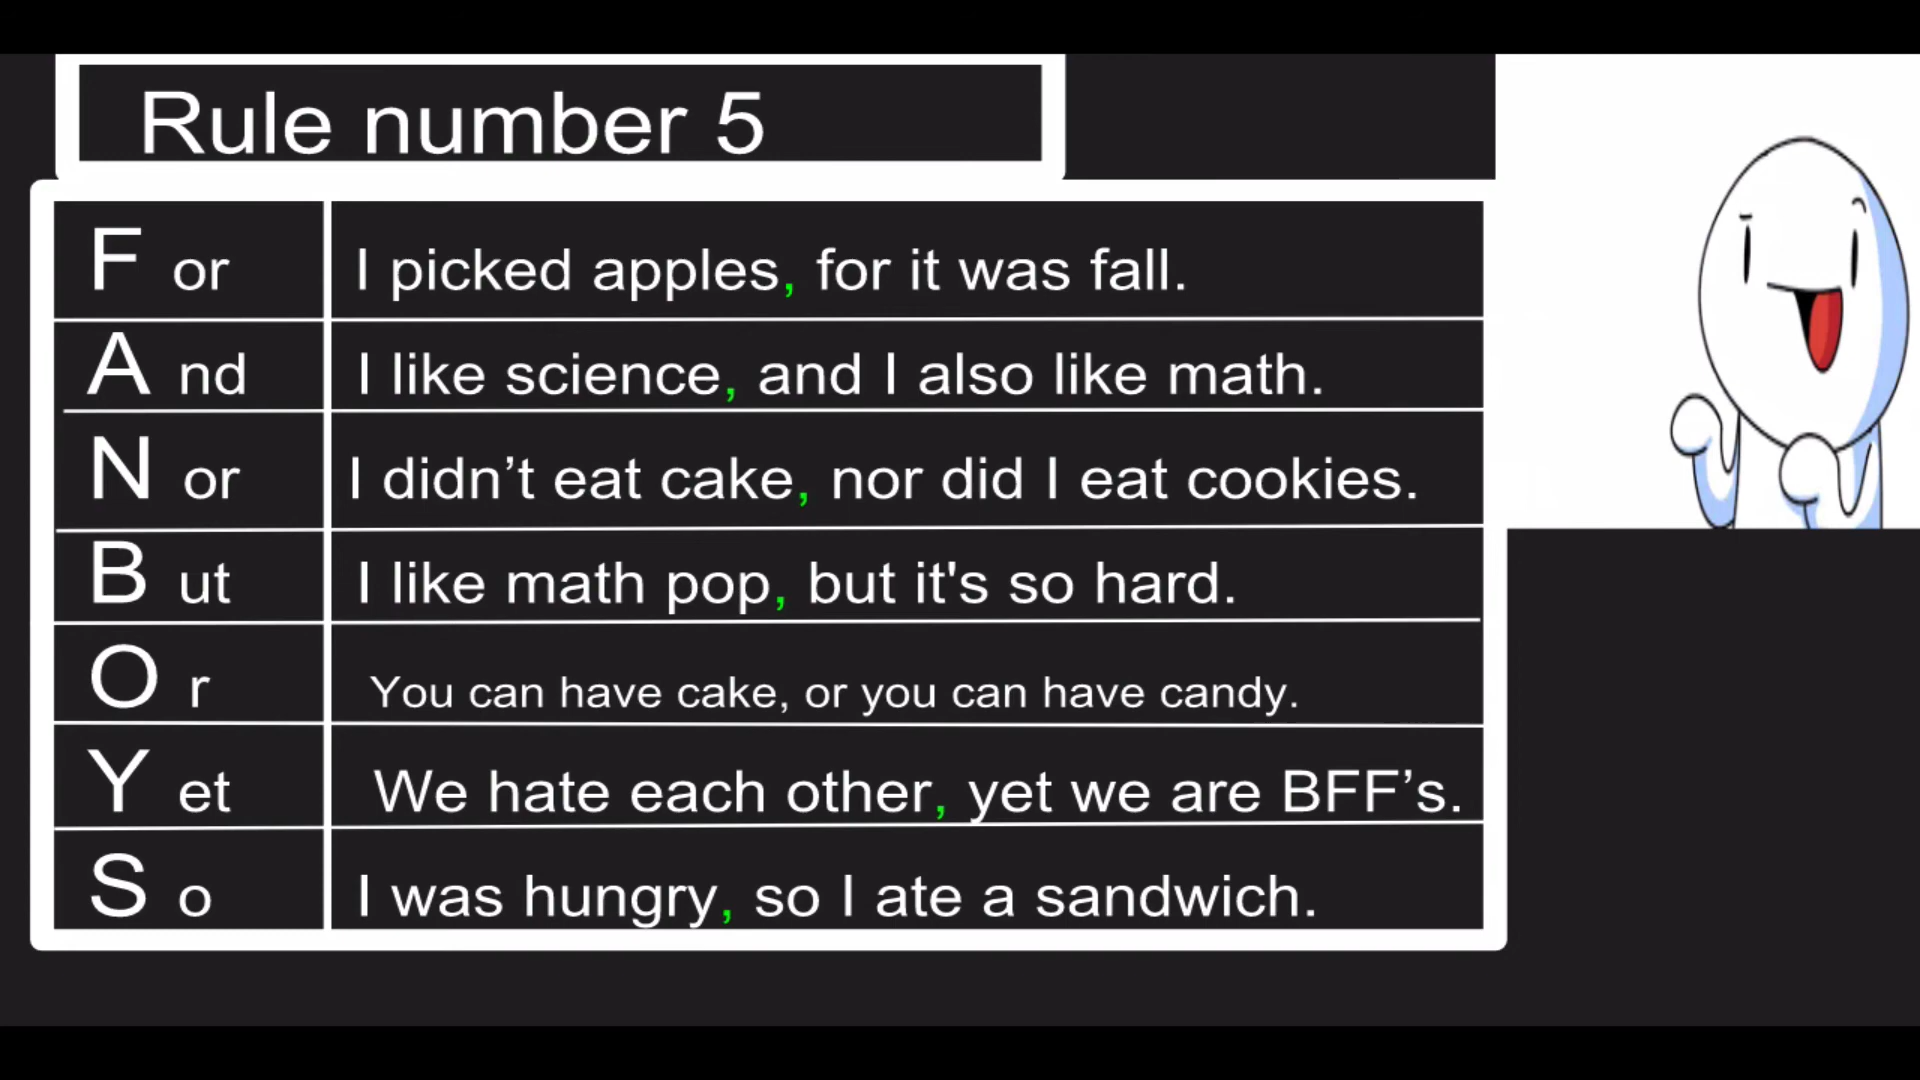 Rule number 5
F or I picked apples, for it was fall.
A nd I like science, and I also like math.
N or I didn’t eat cake, nor did I eat cookies.
B ut I like math pop, but it's so hard.
O r You can have cake, or you can have candy.
Y et We hate each other, yet we are BFF’s.
S o I was hungry, so I ate a sandwich.